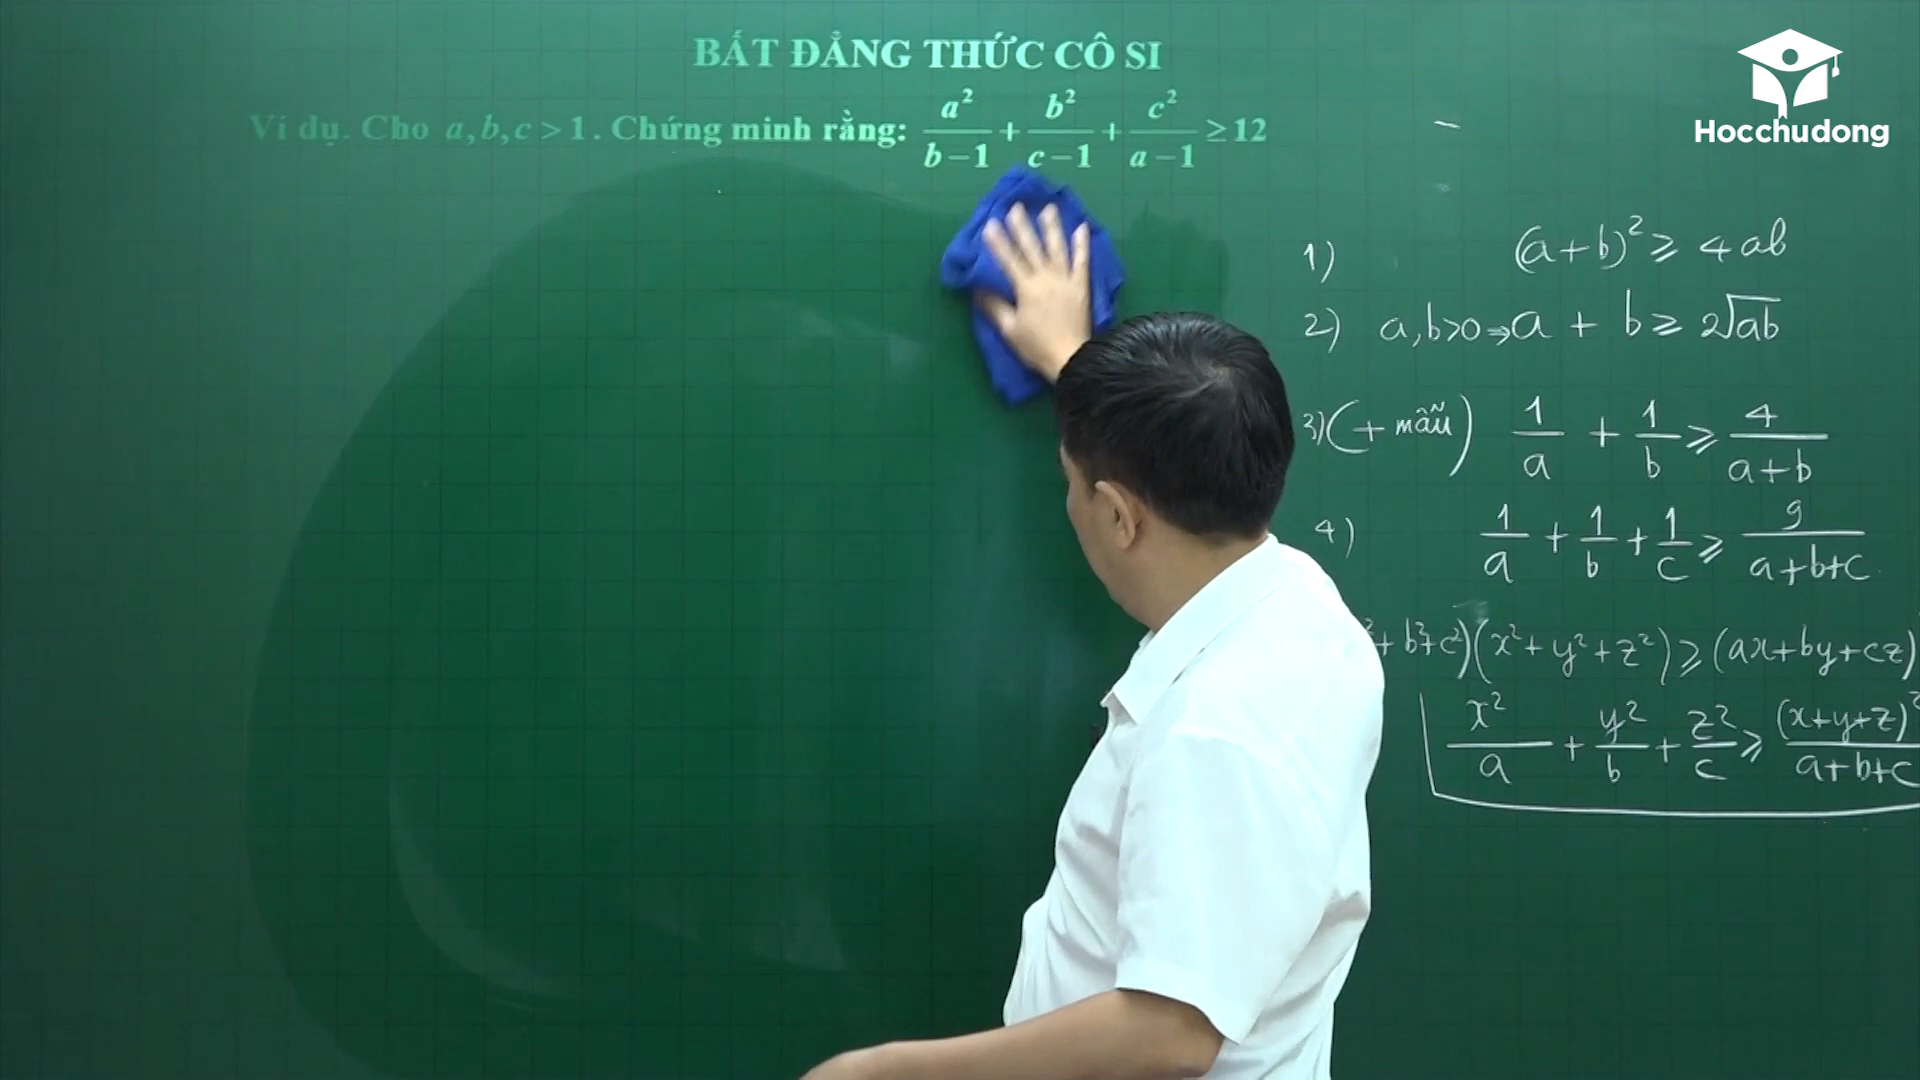 BẤT ĐẲNG THỨC CÔ SI
Ví dụ. Cho a, b, c > 1. Chứng minh rằng: a²/(b−1) + b²/(c−1) + c²/(a−1) ≥ 12
Hocchudong
1) (a+b)² ≥ 4ab
2) a,b>0 ⇒ a + b ≥ 2√ab
3) (+ mẫu) 1/a + 1/b ≥ 4/(a+b)
4) 1/a + 1/b + 1/c ≥ 9/(a+b+c)
+ b²+c²)(x²+y²+z²) ≥ (ax+by+cz)
x²/a + y²/b + z²/c ≥ (x+y+z)²/(a+b+c